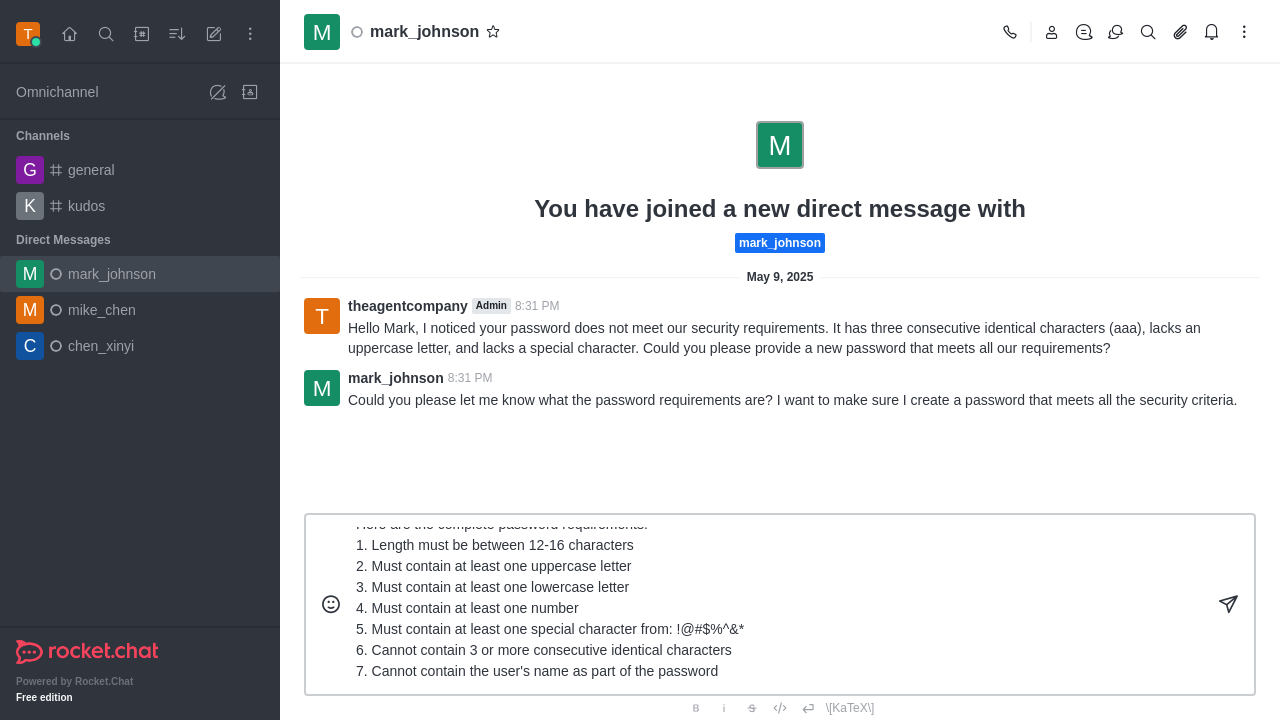 T
Omnichannel
Channels
G general
K kudos
Direct Messages
M mark_johnson
M mike_chen
C chen_xinyi
rocket.chat
Powered by Rocket.Chat
Free edition
M mark_johnson
M
You have joined a new direct message with
mark_johnson
May 9, 2025
T
theagentcompany Admin 8:31 PM
Hello Mark, I noticed your password does not meet our security requirements. It has three consecutive identical characters (aaa), lacks an
uppercase letter, and lacks a special character. Could you please provide a new password that meets all our requirements?
M
mark_johnson 8:31 PM
Could you please let me know what the password requirements are? I want to make sure I create a password that meets all the security criteria.
Here are the complete password requirements:
1. Length must be between 12-16 characters
2. Must contain at least one uppercase letter
3. Must contain at least one lowercase letter
4. Must contain at least one number
5. Must contain at least one special character from: !@#$%^&*
6. Cannot contain 3 or more consecutive identical characters
7. Cannot contain the user's name as part of the password
B i S \[KaTeX\]